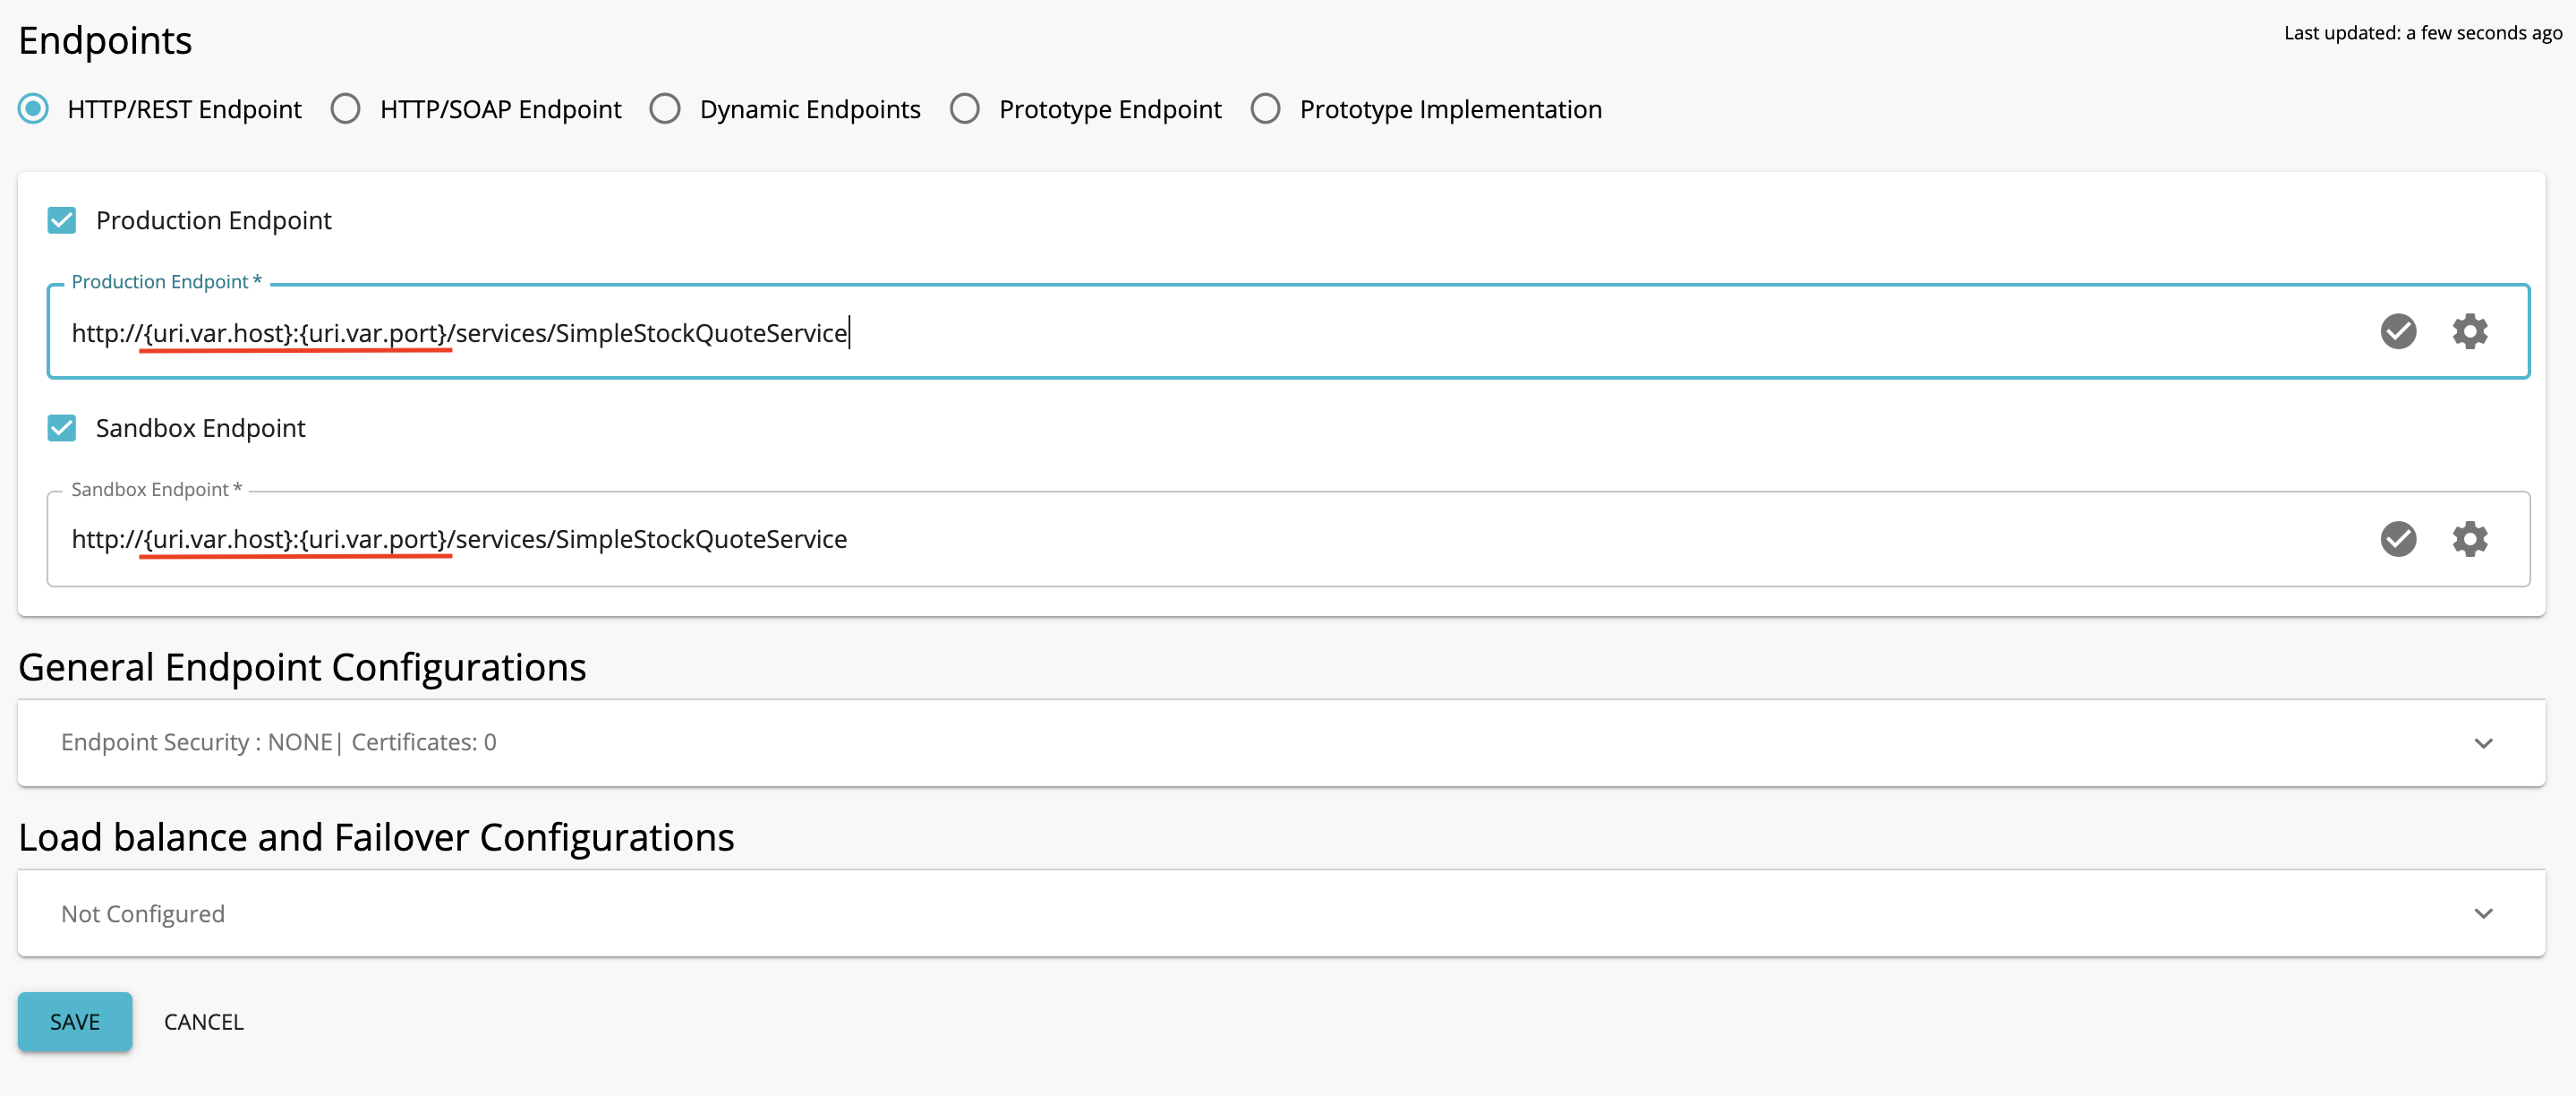 Endpoints
Last updated: a few seconds ago
HTTP/REST Endpoint HTTP/SOAP Endpoint Dynamic Endpoints Prototype Endpoint Prototype Implementation
Production Endpoint
Production Endpoint *
http://{uri.var.host}:{uri.var.port}/services/SimpleStockQuoteService
Sandbox Endpoint
Sandbox Endpoint *
http://{uri.var.host}:{uri.var.port}/services/SimpleStockQuoteService
General Endpoint Configurations
Endpoint Security : NONE| Certificates: 0
Load balance and Failover Configurations
Not Configured
SAVE CANCEL